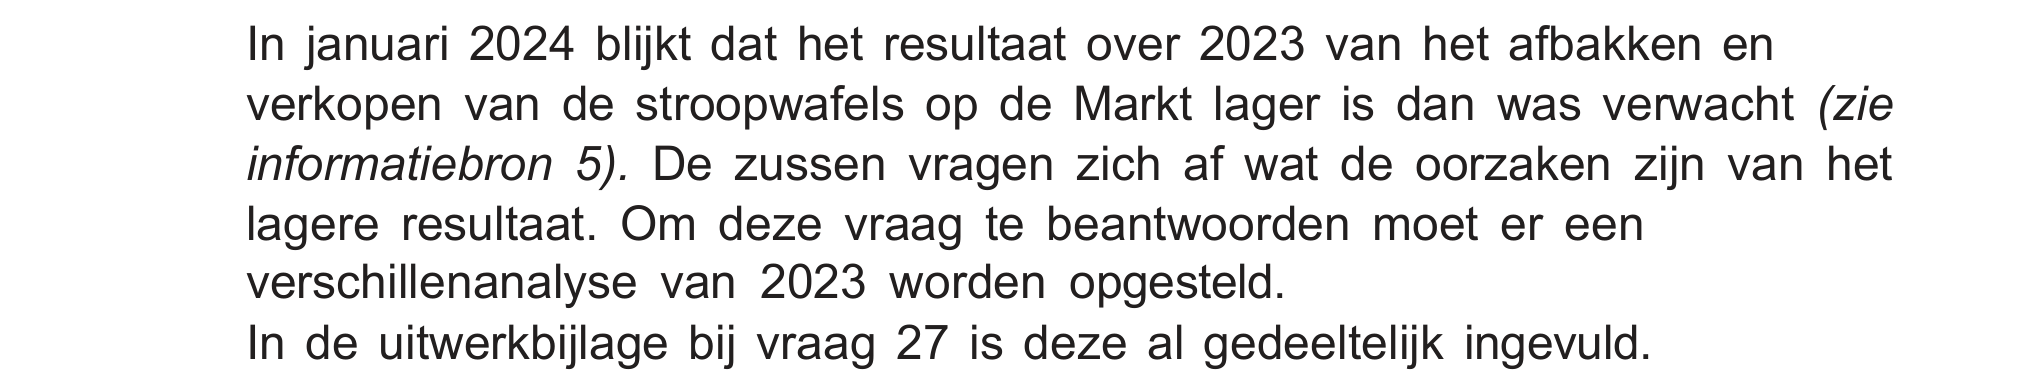 In januari 2024 blijkt dat het resultaat over 2023 van het afbakken en
verkopen van de stroopwafels op de Markt lager is dan was verwacht (zie
informatiebron 5). De zussen vragen zich af wat de oorzaken zijn van het
lagere resultaat. Om deze vraag te beantwoorden moet er een
verschillenanalyse van 2023 worden opgesteld.
In de uitwerkbijlage bij vraag 27 is deze al gedeeltelijk ingevuld.